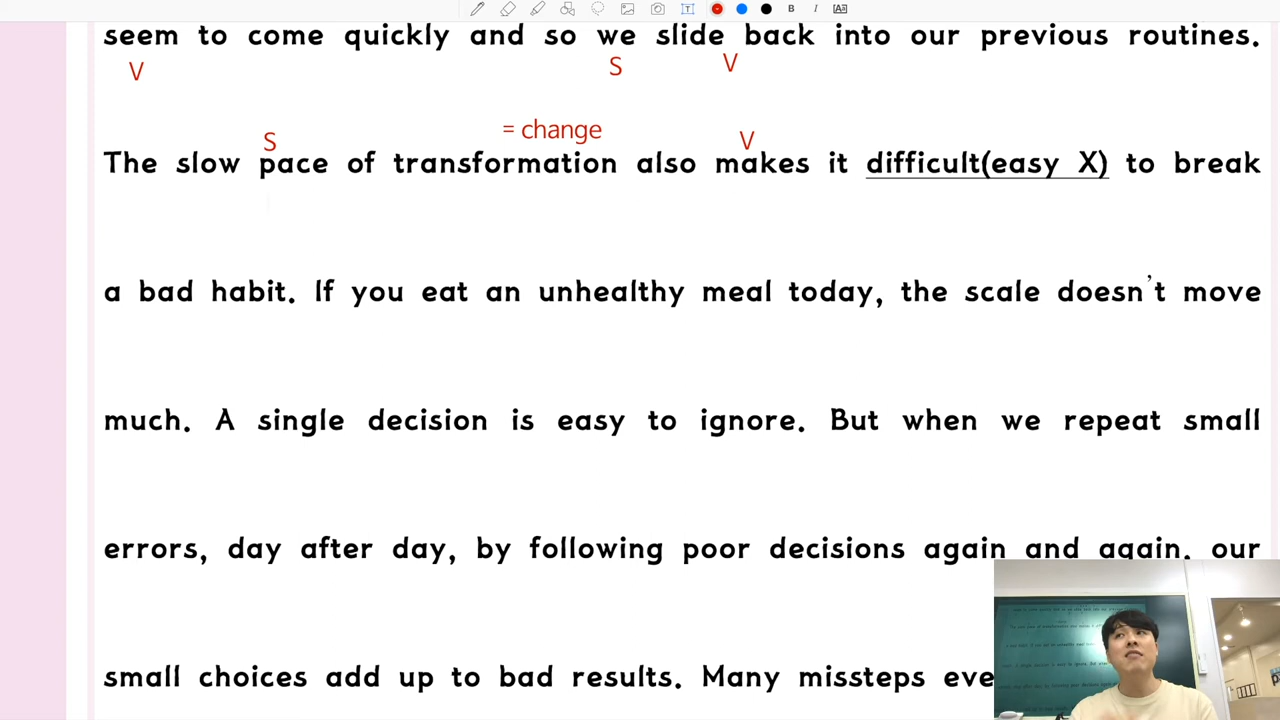 seem to come quickly and so we slide back into our previous routines.
V S V
S = change V
The slow pace of transformation also makes it difficult(easy X) to break
a bad habit. If you eat an unhealthy meal today, the scale doesn't move
much. A single decision is easy to ignore. But when we repeat small
errors, day after day, by following poor decisions again and again, our
small choices add up to bad results. Many missteps eve